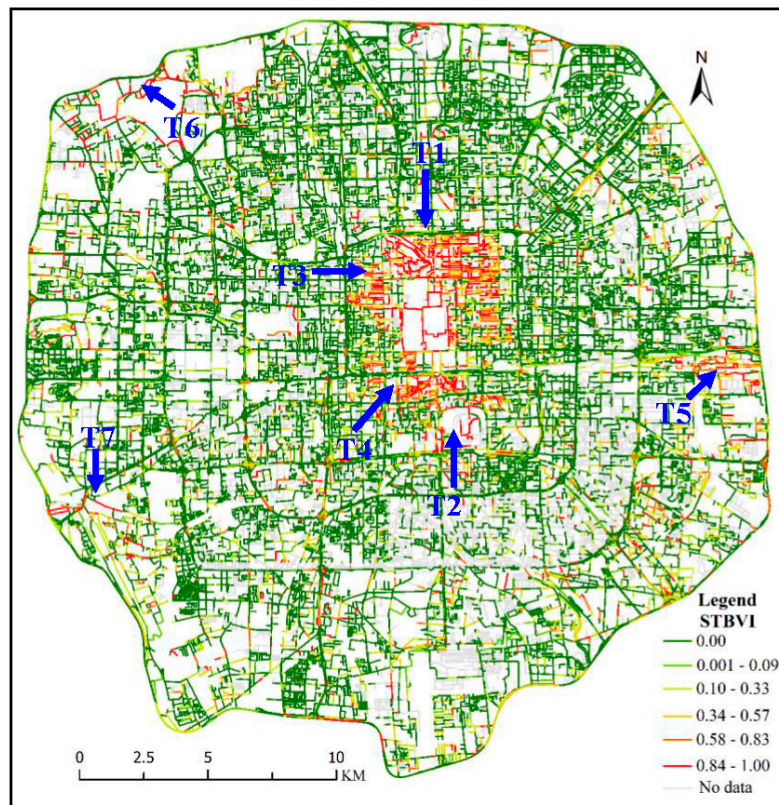 N
T6
T1
T3
T5
T4
T7
T2
Legend
STBVI
0.00
0.001 - 0.09
0.10 - 0.33
0.34 - 0.57
0.58 - 0.83
0.84 - 1.00
No data
0 2.5 5 10
KM